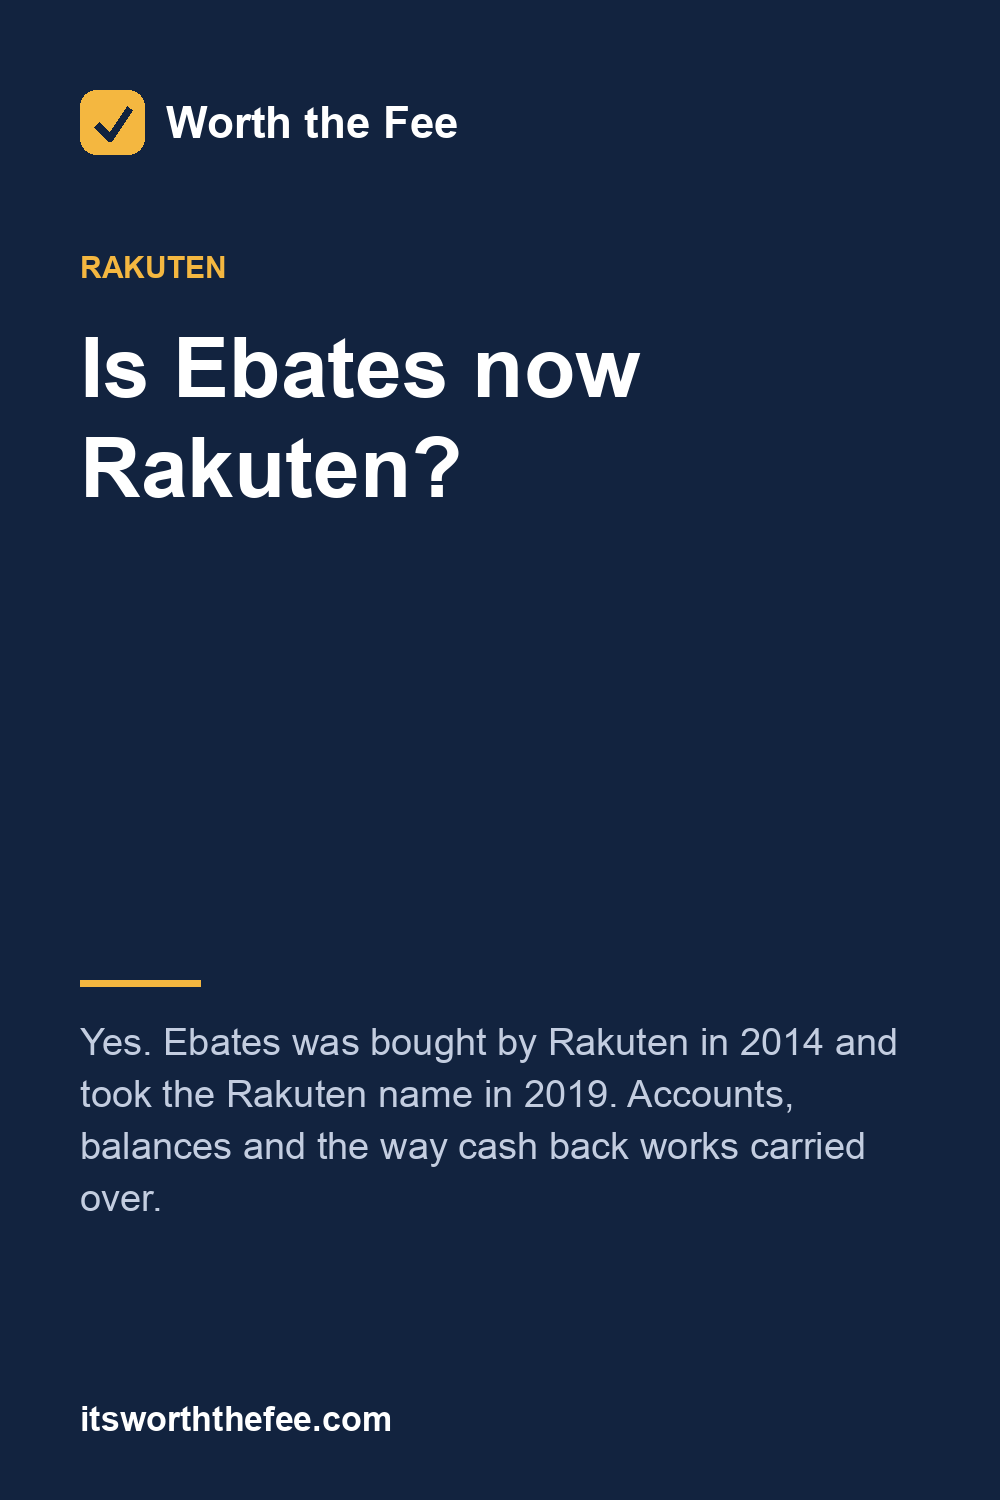 Worth the Fee
RAKUTEN
Is Ebates now
Rakuten?
Yes. Ebates was bought by Rakuten in 2014 and
took the Rakuten name in 2019. Accounts,
balances and the way cash back works carried
over.
itsworththefee.com